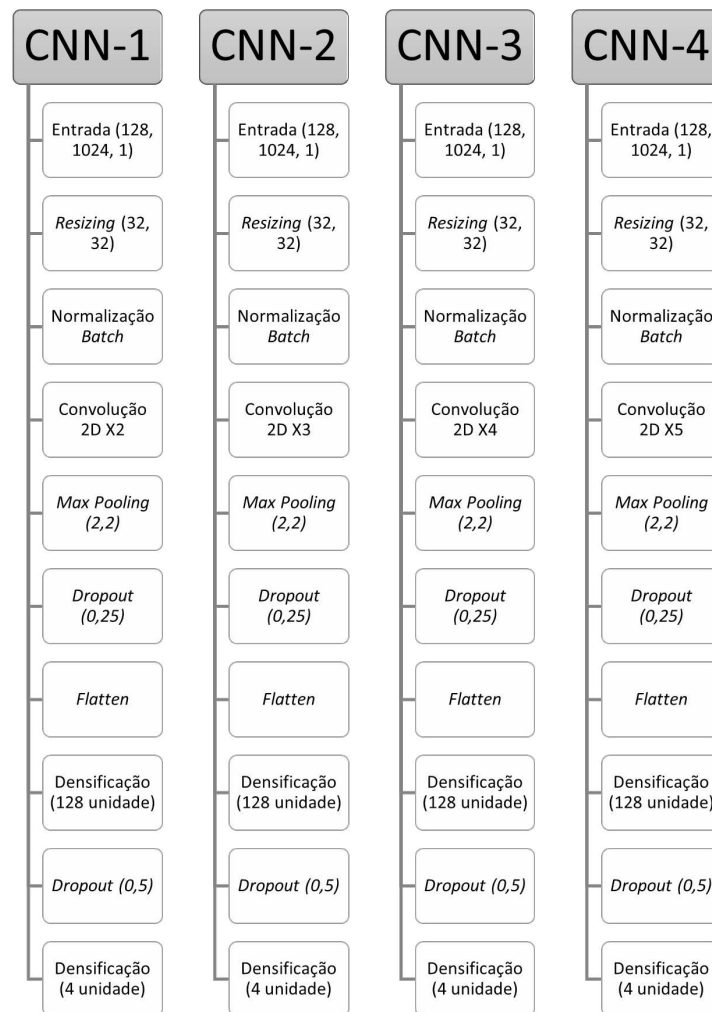 CNN-1
Entrada (128,
1024, 1)
Resizing (32,
32)
Normalização
Batch
Convolução
2D X2
Max Pooling
(2,2)
Dropout
(0,25)
Flatten
Densificação
(128 unidade)
Dropout (0,5)
Densificação
(4 unidade)
CNN-2
Entrada (128,
1024, 1)
Resizing (32,
32)
Normalização
Batch
Convolução
2D X3
Max Pooling
(2,2)
Dropout
(0,25)
Flatten
Densificação
(128 unidade)
Dropout (0,5)
Densificação
(4 unidade)
CNN-3
Entrada (128,
1024, 1)
Resizing (32,
32)
Normalização
Batch
Convolução
2D X4
Max Pooling
(2,2)
Dropout
(0,25)
Flatten
Densificação
(128 unidade)
Dropout (0,5)
Densificação
(4 unidade)
CNN-4
Entrada (128,
1024, 1)
Resizing (32,
32)
Normalização
Batch
Convolução
2D X5
Max Pooling
(2,2)
Dropout
(0,25)
Flatten
Densificação
(128 unidade)
Dropout (0,5)
Densificação
(4 unidade)